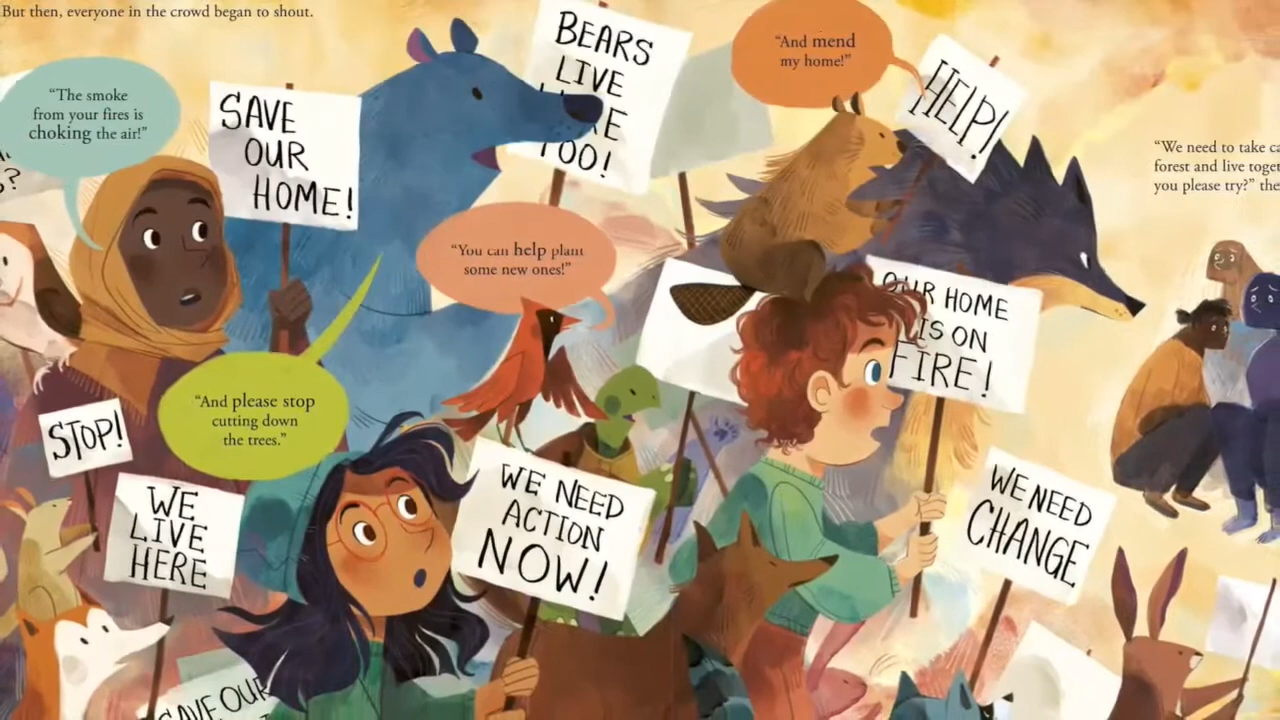 But then, everyone in the crowd began to shout.
“The smoke
from your fires is
choking the air!”
SAVE
OUR
HOME!
BEARS
LIVE
TOO!
“And mend
my home!”
HELP!
“We need to take
forest and live
you please try?”
“You can help plant
some new ones!”
OUR HOME
IS ON
FIRE!
“And please stop
cutting down
the trees.”
STOP!
WE
LIVE
HERE
WE NEED
ACTION
NOW!
WE NEED
CHANGE
SAVE OUR